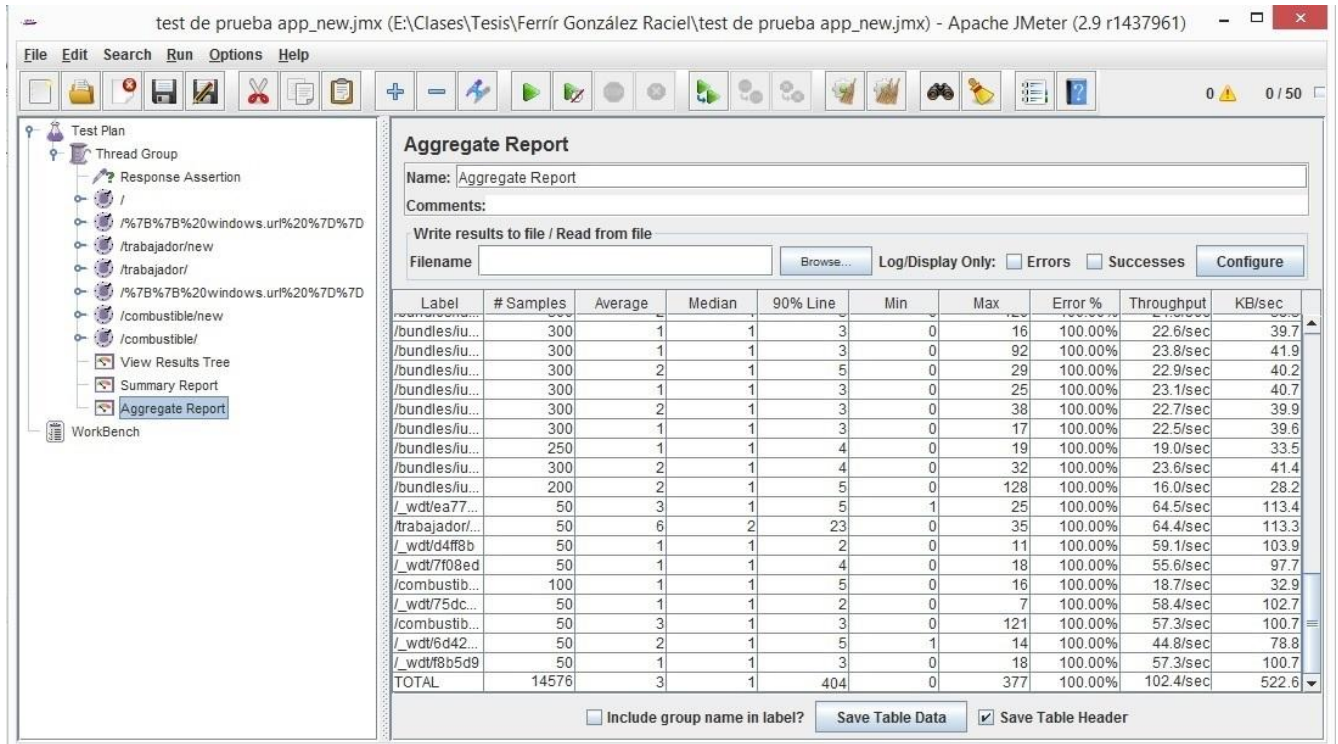 test de prueba app_new.jmx (E:\Clases\Tesis\Ferrír González Raciel\test de prueba app_new.jmx) - Apache JMeter (2.9 r1437961)
File Edit Search Run Options Help
0 0 / 50
Test Plan
Thread Group
Response Assertion
/
/%7B%7B%20windows.url%20%7D%7D
/trabajador/new
/trabajador/
/%7B%7B%20windows.url%20%7D%7D
/combustible/new
/combustible/
View Results Tree
Summary Report
Aggregate Report
WorkBench
Aggregate Report
Name: Aggregate Report
Comments:
Write results to file / Read from file
Filename Browse... Log/Display Only: Errors Successes Configure
Label # Samples Average Median 90% Line Min Max Error % Throughput KB/sec
/bundles/iu... 300 1 1 3 0 16 100.00% 22.6/sec 39.7
/bundles/iu... 300 1 1 3 0 92 100.00% 23.8/sec 41.9
/bundles/iu... 300 2 1 5 0 29 100.00% 22.9/sec 40.2
/bundles/iu... 300 1 1 3 0 25 100.00% 23.1/sec 40.7
/bundles/iu... 300 2 1 3 0 38 100.00% 22.7/sec 39.9
/bundles/iu... 300 1 1 3 0 17 100.00% 22.5/sec 39.6
/bundles/iu... 250 1 1 4 0 19 100.00% 19.0/sec 33.5
/bundles/iu... 300 2 1 4 0 32 100.00% 23.6/sec 41.4
/bundles/iu... 200 2 1 5 0 128 100.00% 16.0/sec 28.2
/_wdt/ea77... 50 3 1 5 1 25 100.00% 64.5/sec 113.4
/trabajador/... 50 6 2 23 0 35 100.00% 64.4/sec 113.3
/_wdt/d4ff8b 50 1 1 2 0 11 100.00% 59.1/sec 103.9
/_wdt/7f08ed 50 1 1 4 0 18 100.00% 55.6/sec 97.7
/combustib... 100 1 1 5 0 16 100.00% 18.7/sec 32.9
/_wdt/75dc... 50 1 1 2 0 7 100.00% 58.4/sec 102.7
/combustib... 50 3 1 3 0 121 100.00% 57.3/sec 100.7
/_wdt/6d42... 50 2 1 5 1 14 100.00% 44.8/sec 78.8
/_wdt/f8b5d9 50 1 1 3 0 18 100.00% 57.3/sec 100.7
TOTAL 14576 3 1 404 0 377 100.00% 102.4/sec 522.6
Include group name in label? Save Table Data Save Table Header